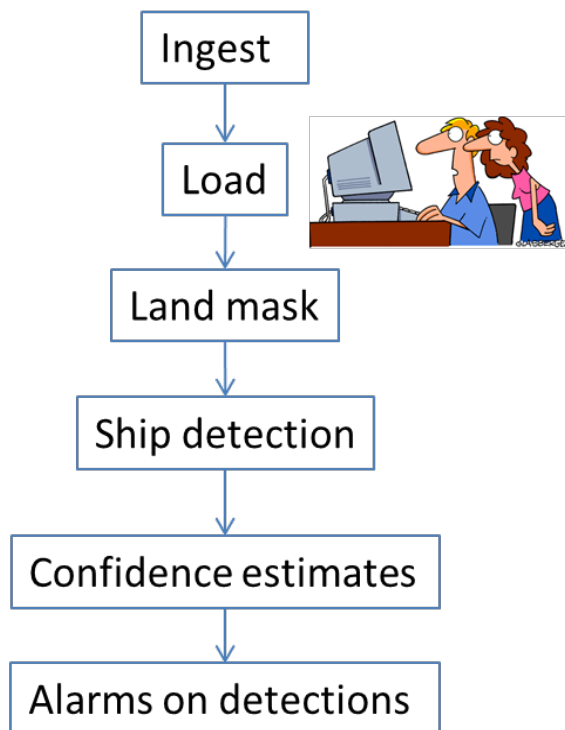 Ingest
Load
Land mask
Ship detection
Confidence estimates
Alarms on detections